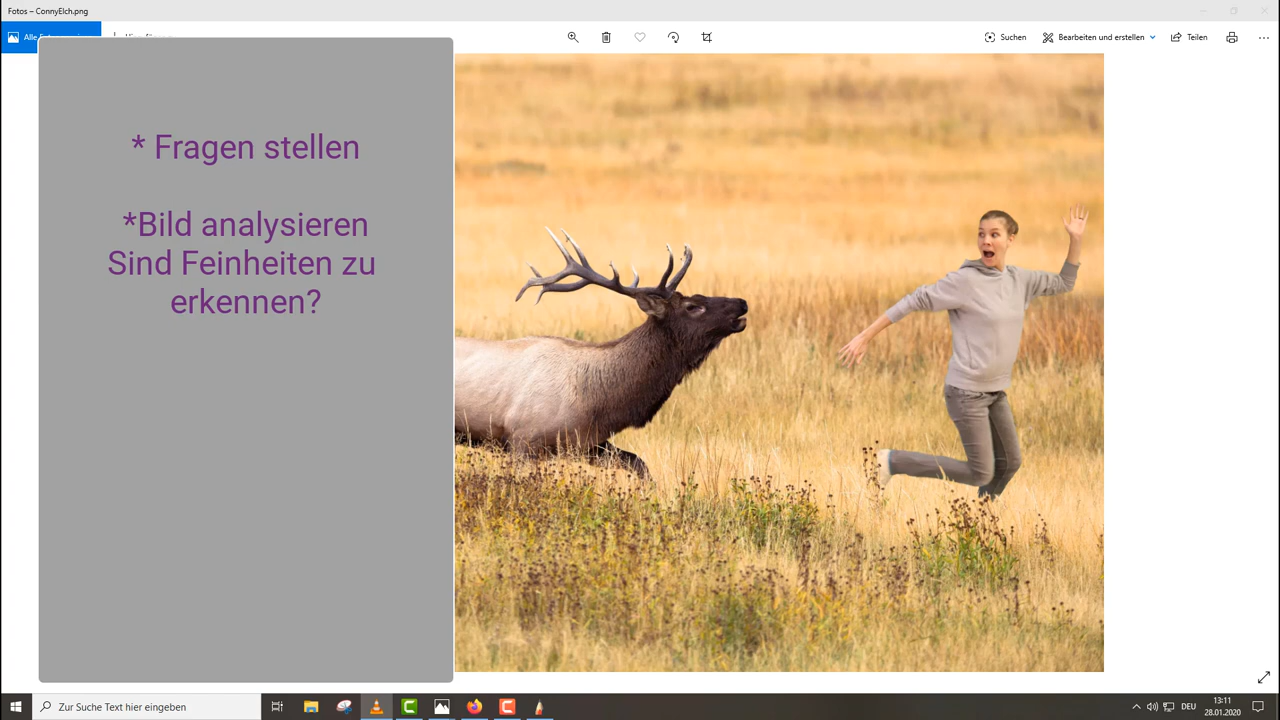 Fotos – ConnyElch.png
Alle
Suchen
Bearbeiten und erstellen
Teilen
* Fragen stellen
*Bild analysieren
Sind Feinheiten zu
erkennen?
Zur Suche Text hier eingeben
DEU
13:11
28.01.2020